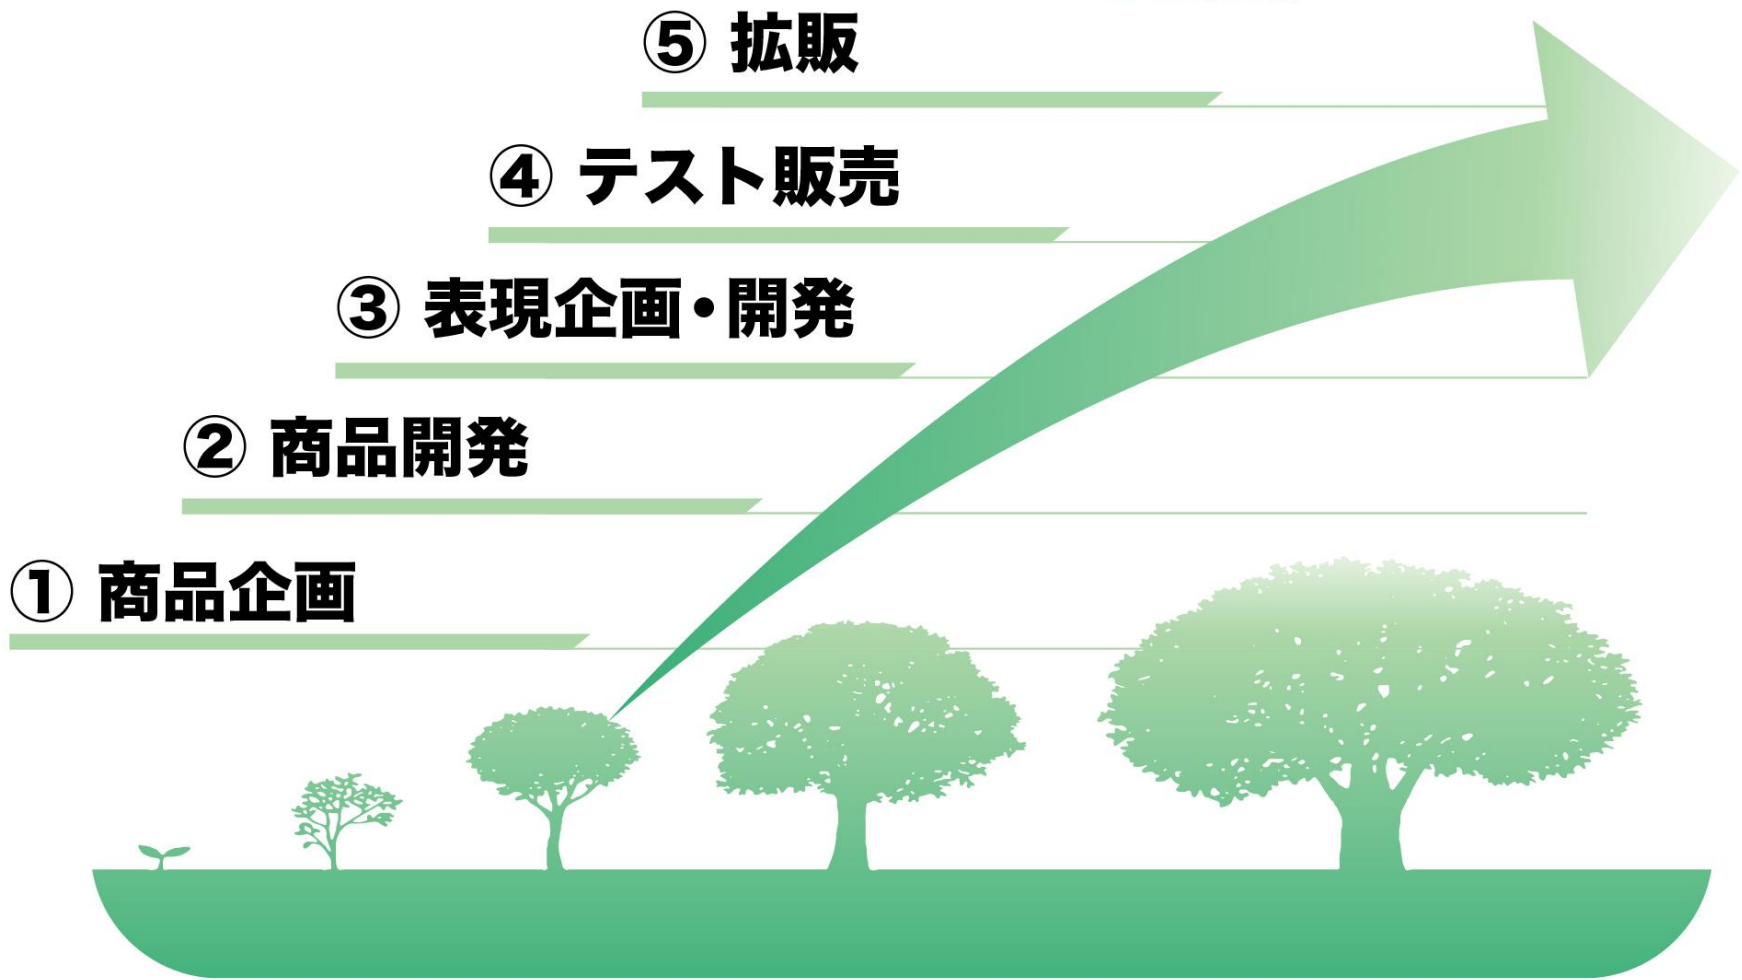 ⑤ 拡販
④ テスト販売
③ 表現企画・開発
② 商品開発
① 商品企画